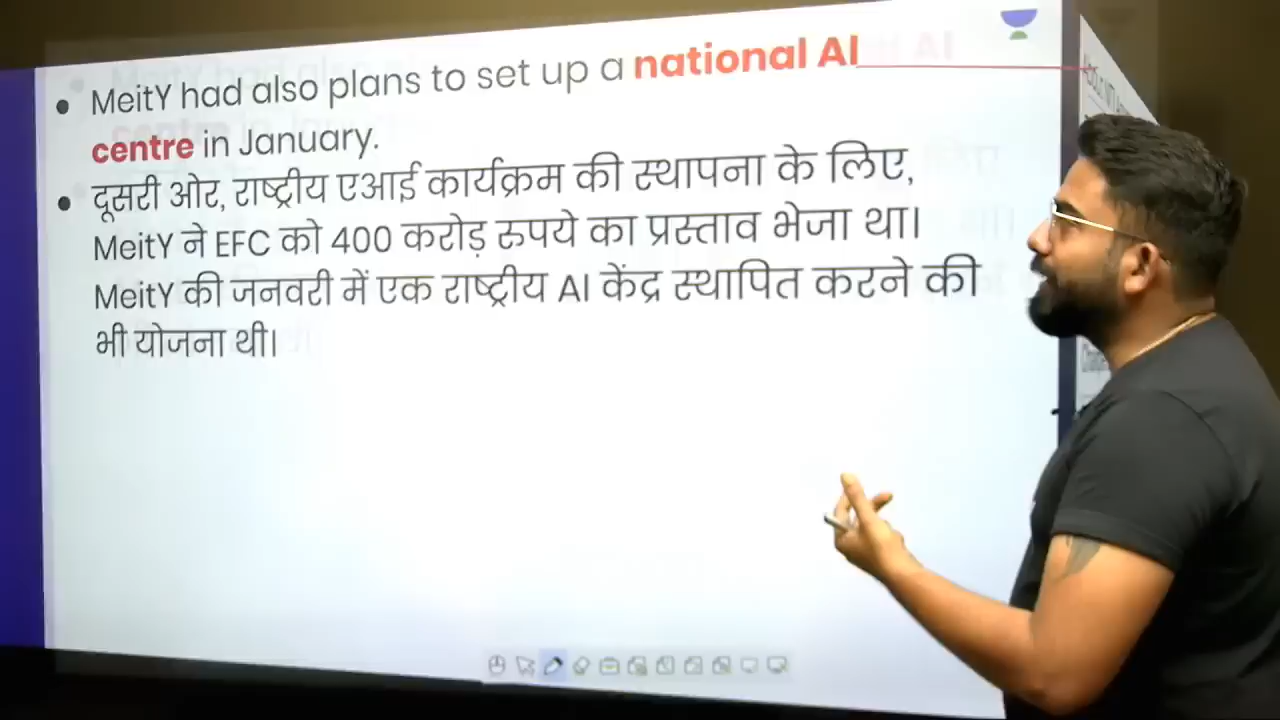 • MeitY had also plans to set up a national AI
centre in January.
• दूसरी ओर, राष्ट्रीय एआई कार्यक्रम की स्थापना के लिए,
MeitY ने EFC को 400 करोड़ रुपये का प्रस्ताव भेजा था।
MeitY की जनवरी में एक राष्ट्रीय AI केंद्र स्थापित करने की
भी योजना थी।